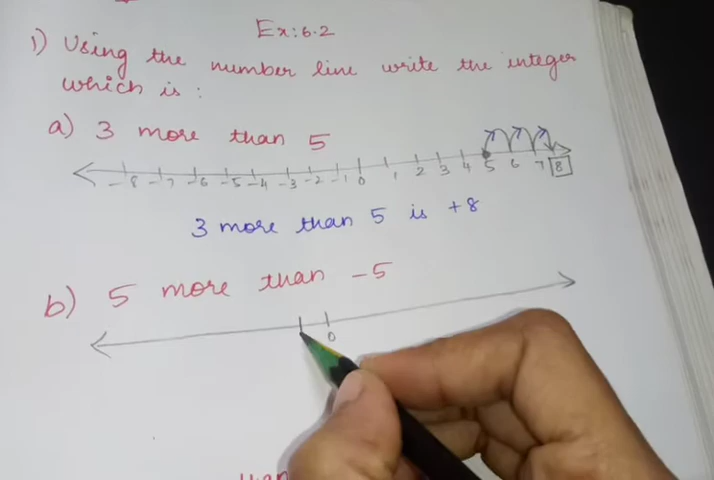 Ex:6.2
1) Using the number line write the integer
which is :
a) 3 more than 5
-8 -7 -6 -5 -4 -3 -2 -1 0 1 2 3 4 5 6 7 8
3 more than 5 is +8
b) 5 more than -5
0